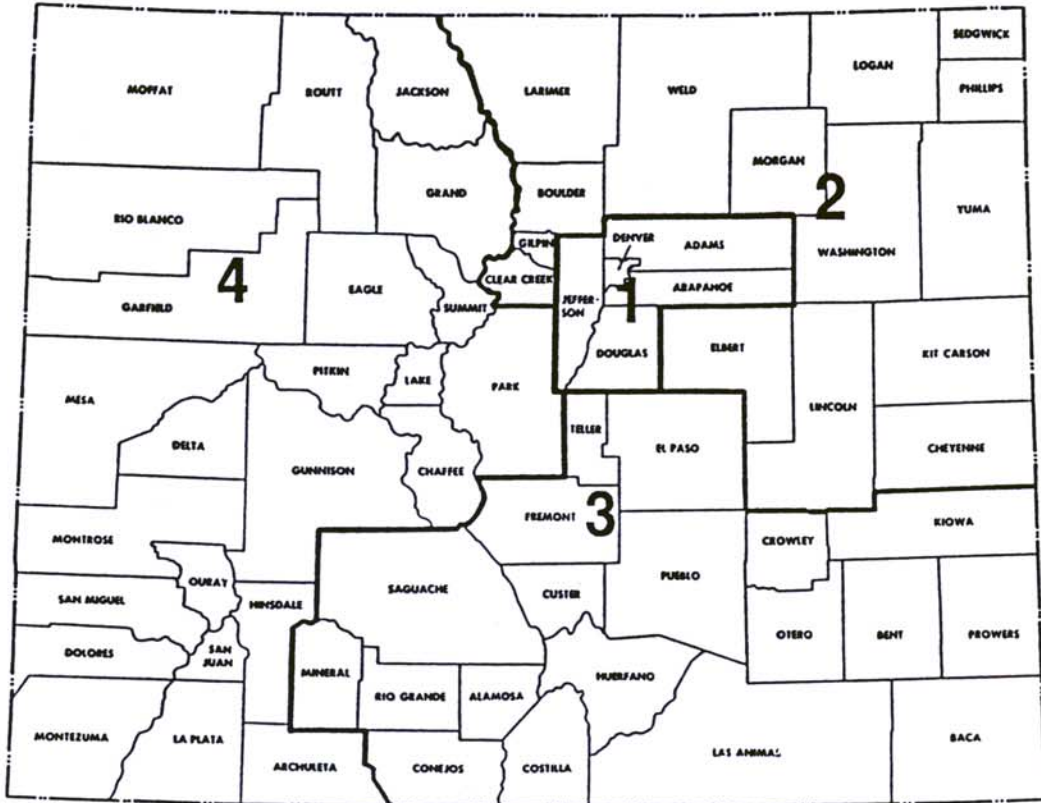 SEDGWICK
LOGAN
MOFFAT
ROUTT
JACKSON
LARIMER
WELD
PHILLIPS
MORGAN
GRAND
BOULDER
2
RIO BLANCO
YUMA
GILPIN
DENVER
ADAMS
WASHINGTON
4
EAGLE
CLEAR CREEK
ARAPAHOE
GARFIELD
SUMMIT
JEFFER-
SON
1
DOUGLAS
ELBERT
KIT CARSON
PITKIN
LAKE
PARK
MESA
LINCOLN
TELLER
DELTA
EL PASO
CHEYENNE
GUNNISON
CHAFFEE
FREMONT
3
KIOWA
MONTROSE
CROWLEY
OURAY
PUEBLO
SAGUACHE
CUSTER
SAN MIGUEL
HINSDALE
OTERO
BENT
PROWERS
DOLORES
SAN
JUAN
MINERAL
HUERFANO
RIO GRANDE
ALAMOSA
MONTEZUMA
LA PLATA
BACA
LAS ANIMAS
ARCHULETA
CONEJOS
COSTILLA